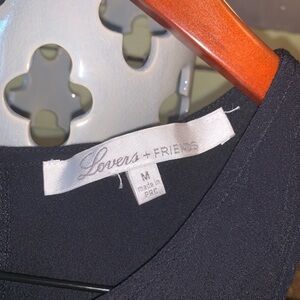 Lovers + FRIENDS
M
made in
PRC